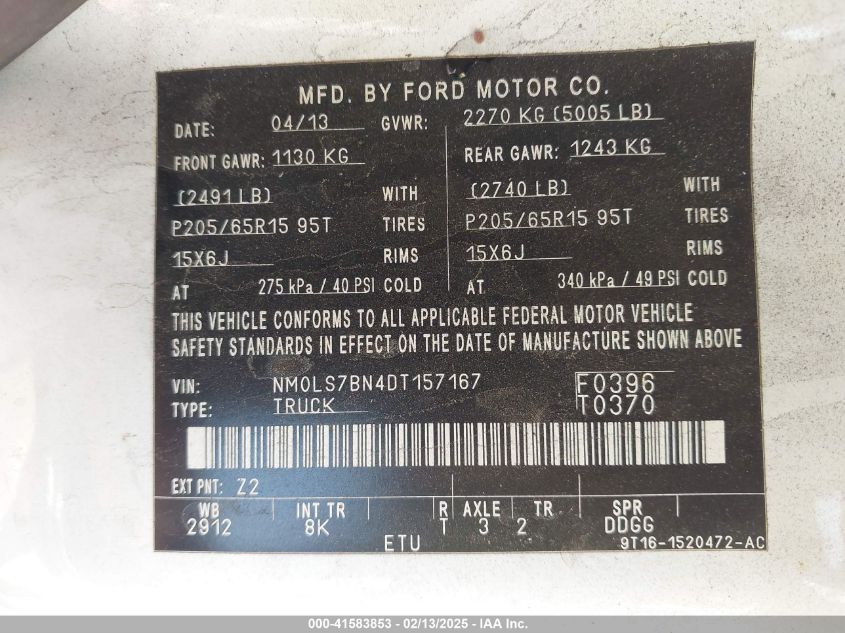 MFD. BY FORD MOTOR CO.
DATE: 04/13 GVWR: 2270 KG (5005 LB)
FRONT GAWR: 1130 KG REAR GAWR: 1243 KG
(2491 LB) WITH (2740 LB) WITH
P205/65R15 95T TIRES P205/65R15 95T TIRES
15X6J RIMS 15X6J RIMS
AT 275 kPa / 40 PSI COLD AT 340 kPa / 49 PSI COLD
THIS VEHICLE CONFORMS TO ALL APPLICABLE FEDERAL MOTOR VEHICLE
SAFETY STANDARDS IN EFFECT ON THE DATE OF MANUFACTURE SHOWN ABOVE
VIN: NM0LS7BN4DT157167 F0396
TYPE: TRUCK T0370
EXT PNT: Z2
WB INT TR R AXLE TR SPR
2912 8K T 3 2 DDGG
ETU 9T16-1520472-AC
000-41583853 - 02/13/2025 - IAA Inc.